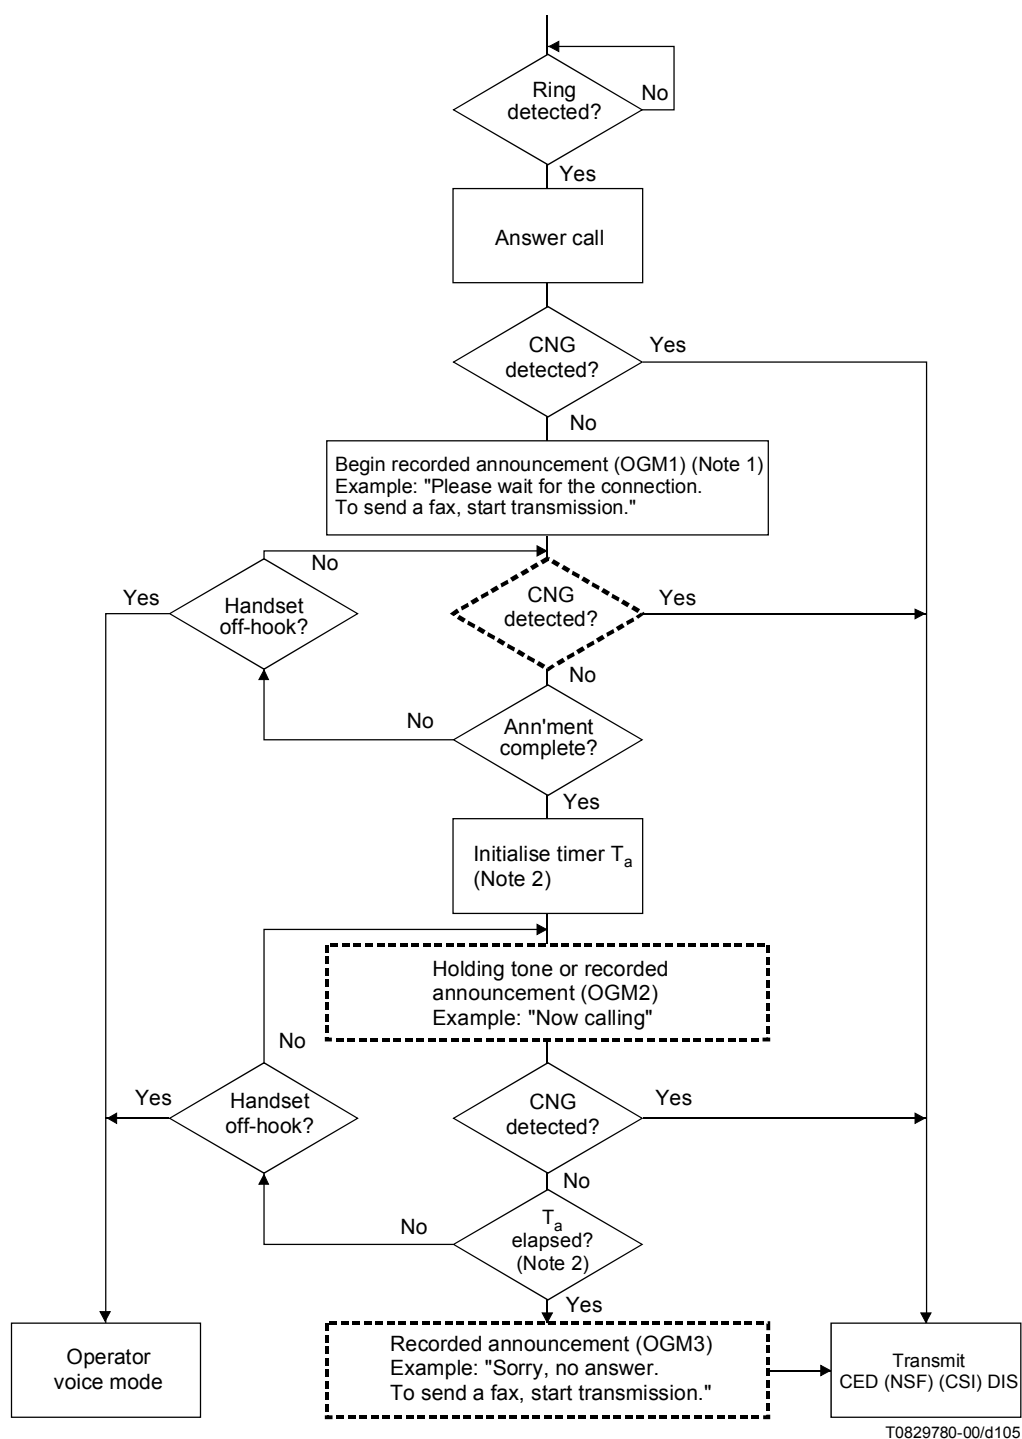 Ring
detected?
No
Yes
Answer call
CNG
detected?
Yes
No
Begin recorded announcement (OGM1) (Note 1)
Example: "Please wait for the connection.
To send a fax, start transmission."
No
Yes
Handset
off-hook?
CNG
detected?
Yes
No
No
Ann'ment
complete?
Yes
Initialise timer Ta
(Note 2)
Holding tone or recorded
announcement (OGM2)
Example: "Now calling"
No
Yes
Handset
off-hook?
CNG
detected?
Yes
No
No
Ta
elapsed?
(Note 2)
Yes
Operator
voice mode
Recorded announcement (OGM3)
Example: "Sorry, no answer.
To send a fax, start transmission."
Transmit
CED (NSF) (CSI) DIS
T0829780-00/d105